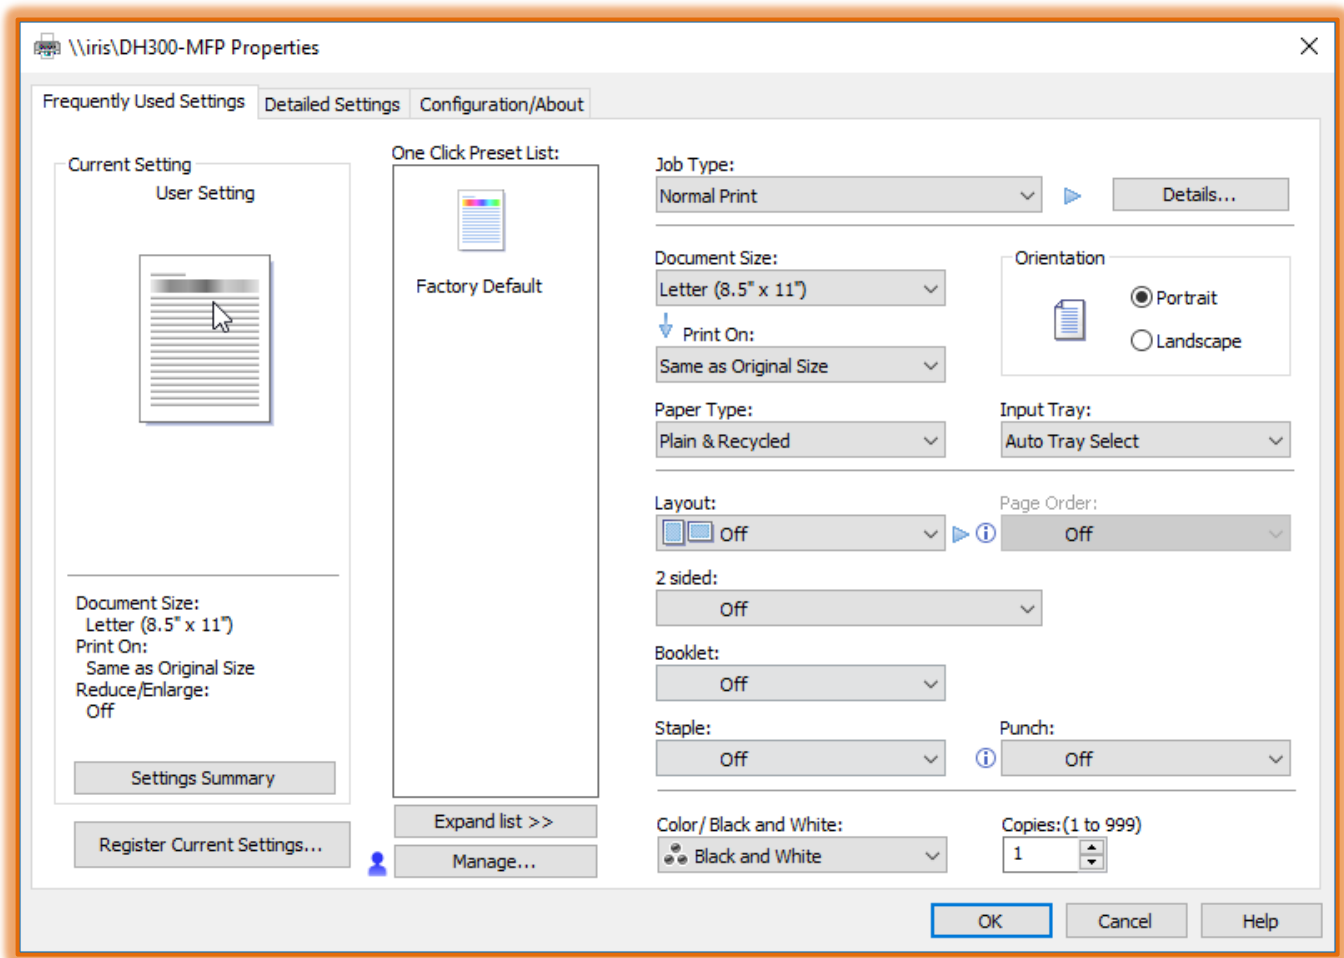 \\iris\DH300-MFP Properties
Frequently Used Settings
Detailed Settings
Configuration/About
Current Setting
User Setting
Document Size:
Letter (8.5" x 11")
Print On:
Same as Original Size
Reduce/Enlarge:
Off
Settings Summary
Register Current Settings...
One Click Preset List:
Factory Default
Expand list >>
Manage...
Job Type:
Normal Print
Details...
Document Size:
Letter (8.5" x 11")
Print On:
Same as Original Size
Orientation
Portrait
Landscape
Paper Type:
Plain & Recycled
Input Tray:
Auto Tray Select
Layout:
Off
Page Order:
Off
2 sided:
Off
Booklet:
Off
Staple:
Off
Punch:
Off
Color/ Black and White:
Black and White
Copies:(1 to 999)
1
OK
Cancel
Help